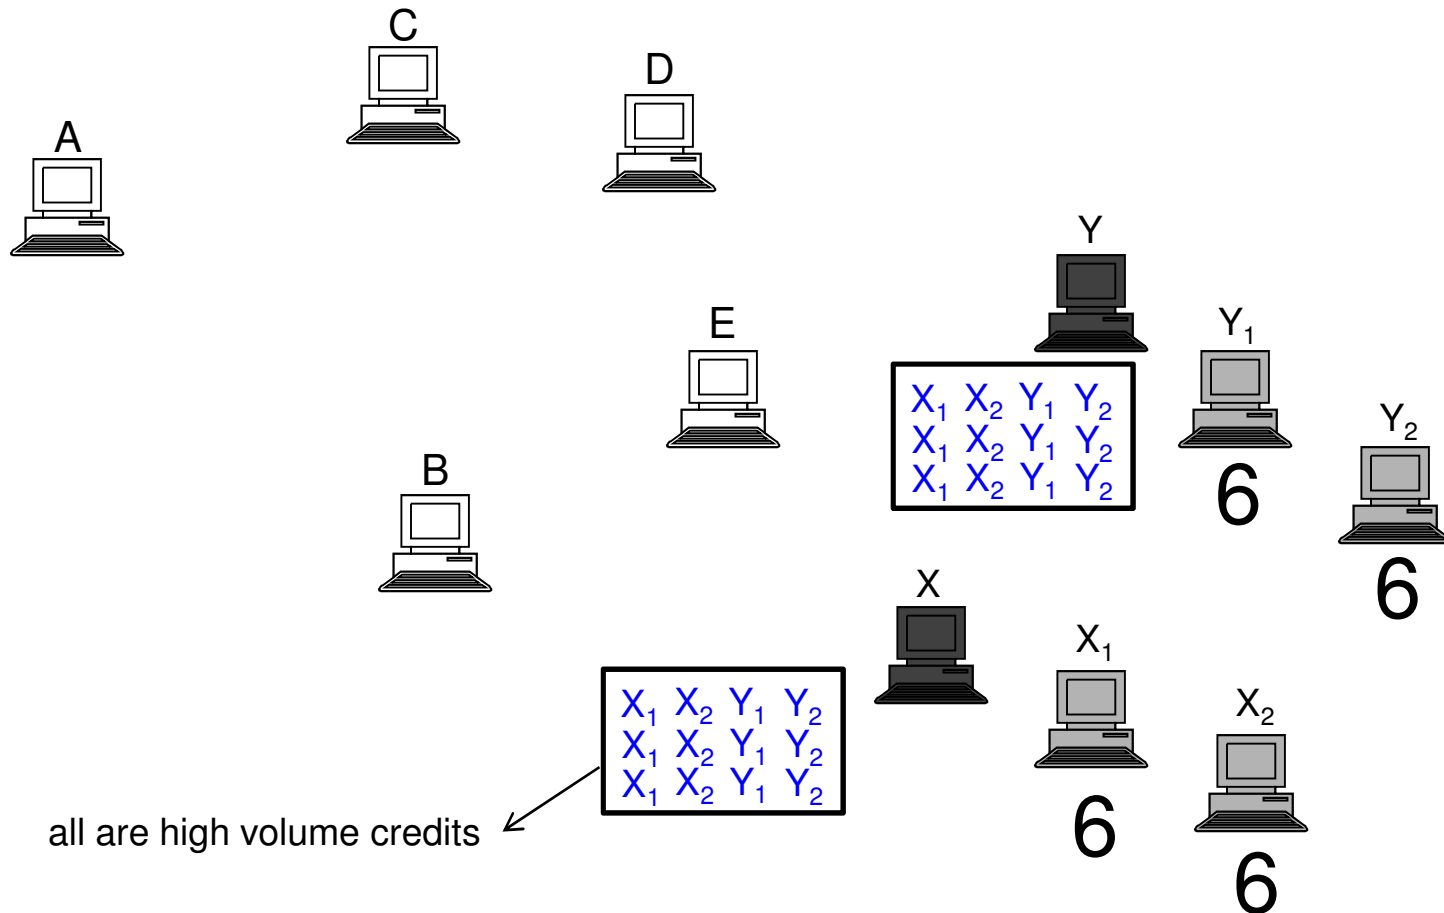 C
D
A
Y
E
Y₁
X₁ X₂ Y₁ Y₂
X₁ X₂ Y₁ Y₂
X₁ X₂ Y₁ Y₂
Y₂
B
6
6
X
X₁
X₂
X₁ X₂ Y₁ Y₂
X₁ X₂ Y₁ Y₂
X₁ X₂ Y₁ Y₂
all are high volume credits
6
6